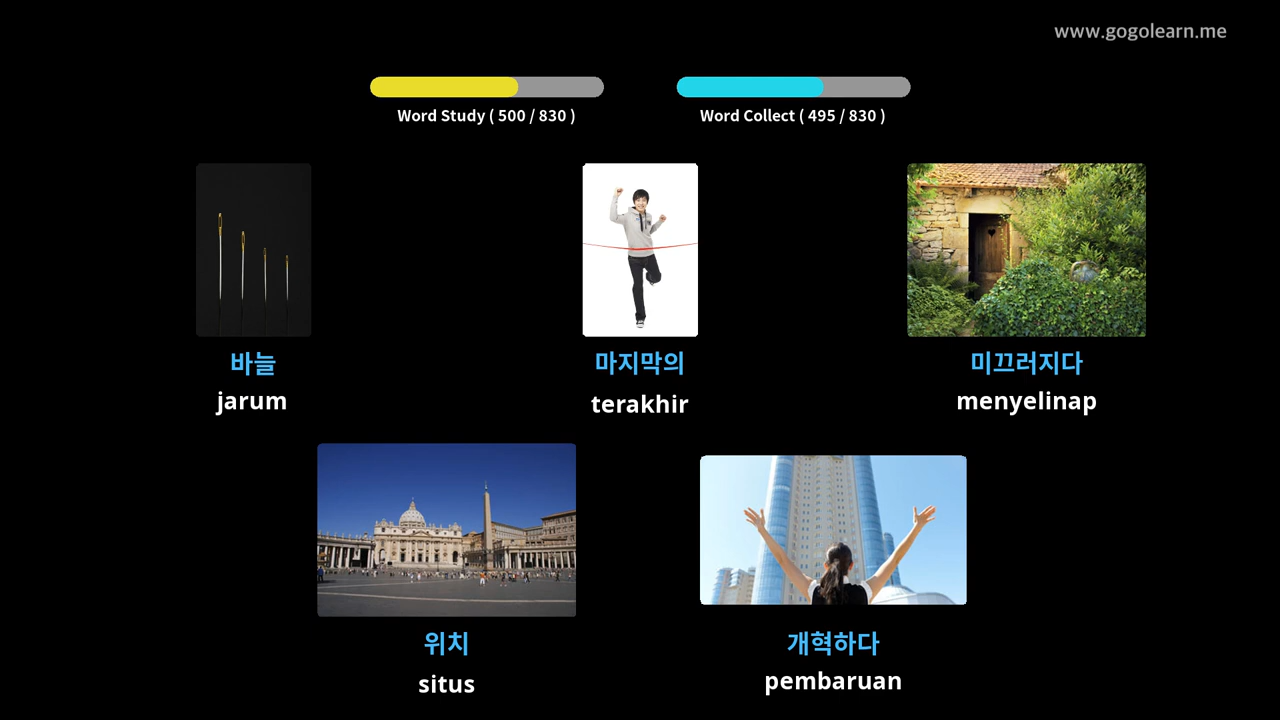 www.gogolearn.me
Word Study ( 500 / 830 )
Word Collect ( 495 / 830 )
바늘
jarum
마지막의
terakhir
미끄러지다
menyelinap
위치
situs
개혁하다
pembaruan